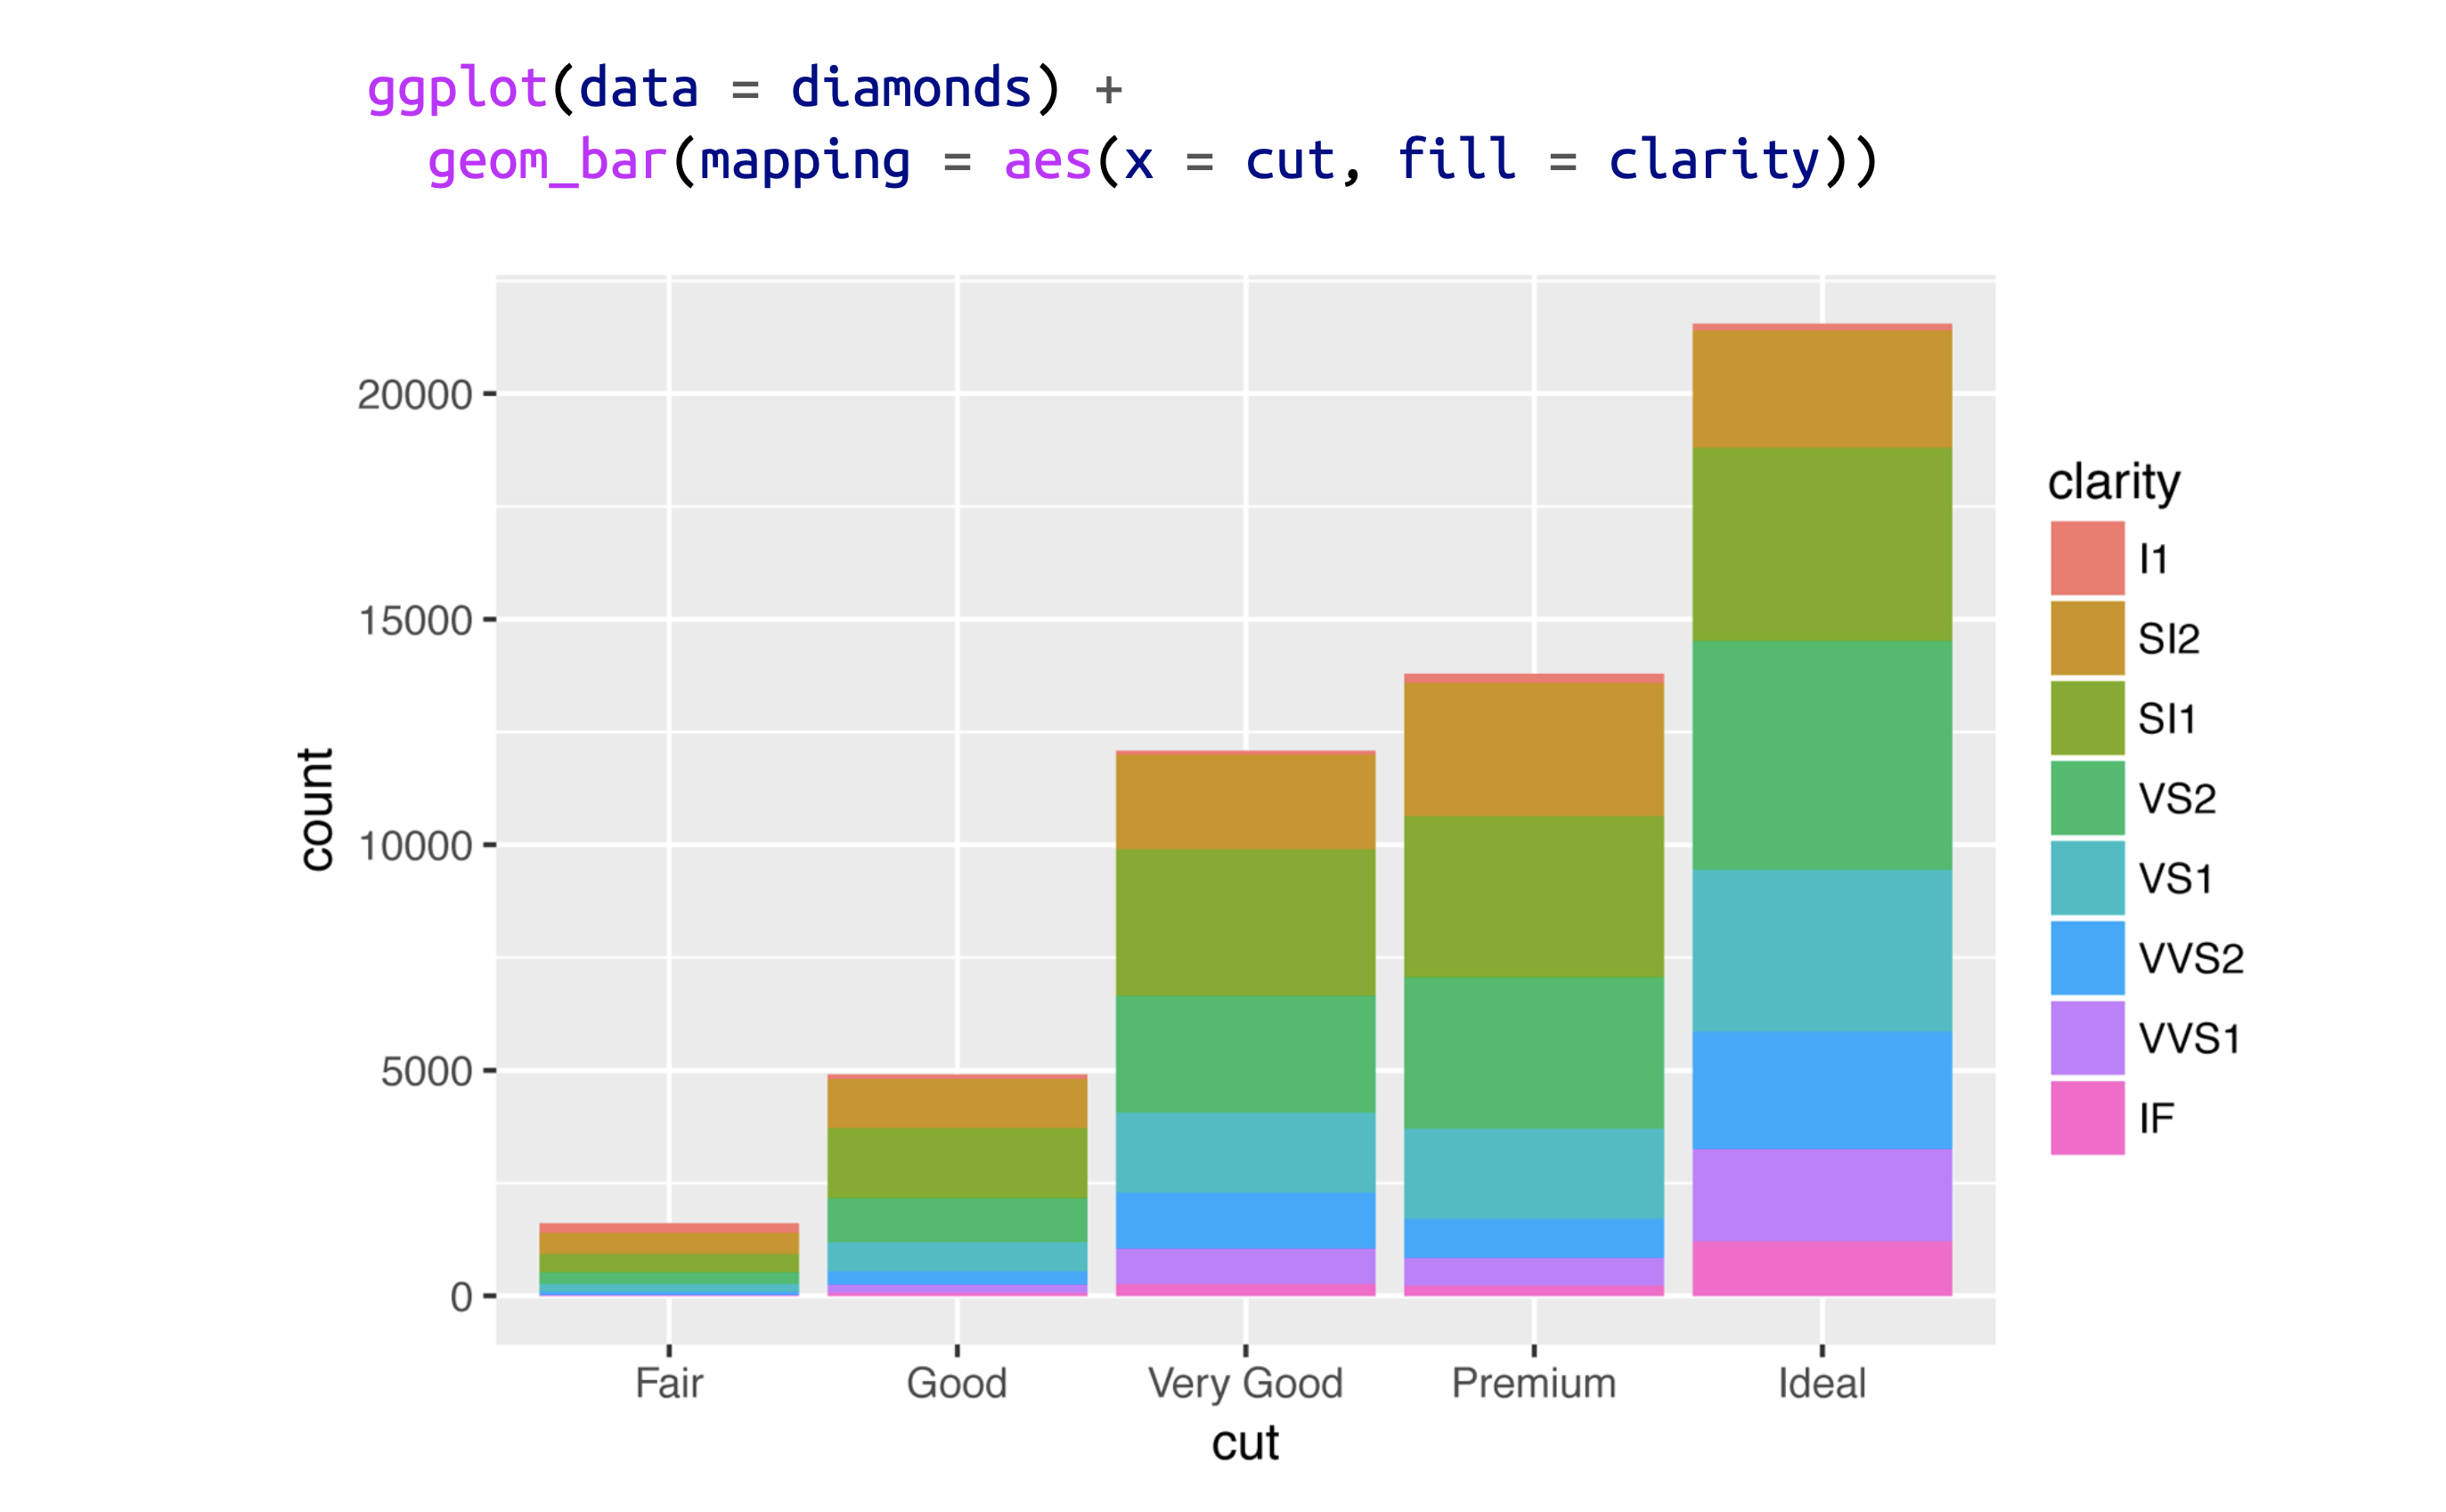 ggplot(data = diamonds) +
geom_bar(mapping = aes(x = cut, fill = clarity))
20000
15000
10000
5000
0
count
Fair
Good
Very Good
Premium
Ideal
cut
clarity
I1
SI2
SI1
VS2
VS1
VVS2
VVS1
IF